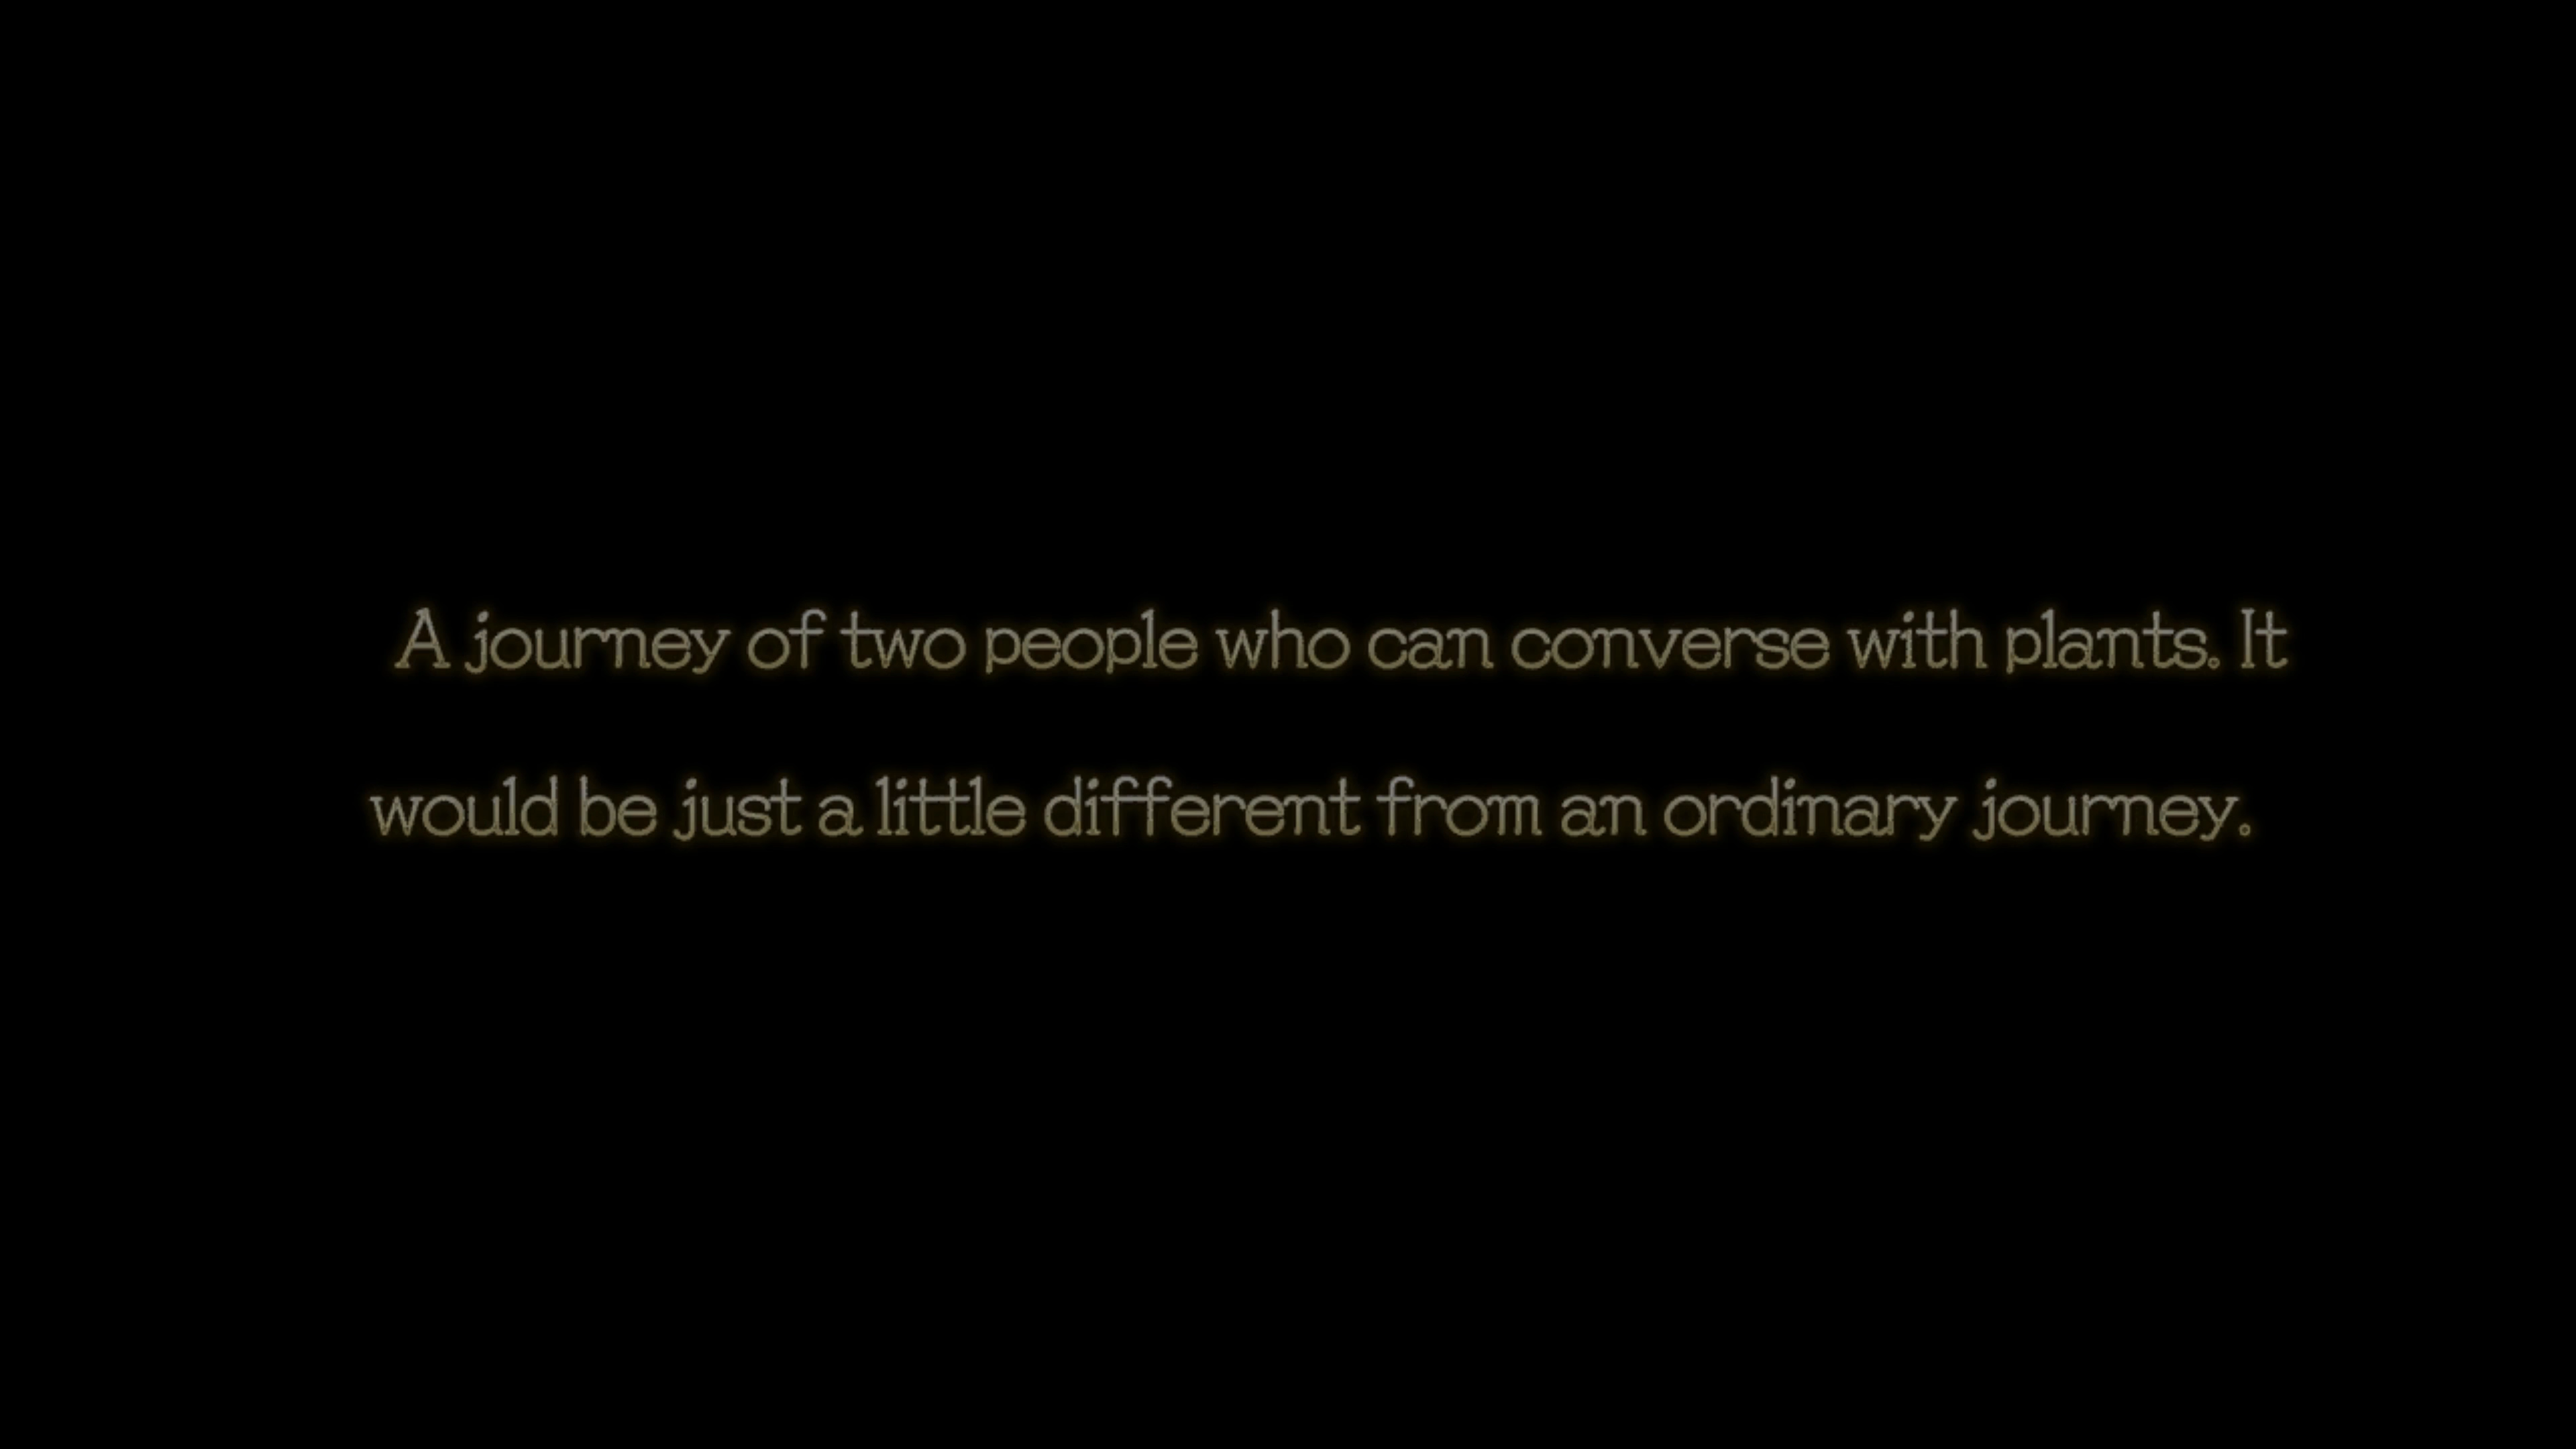 A journey of two people who can converse with plants. It
would be just a little different from an ordinary journey.